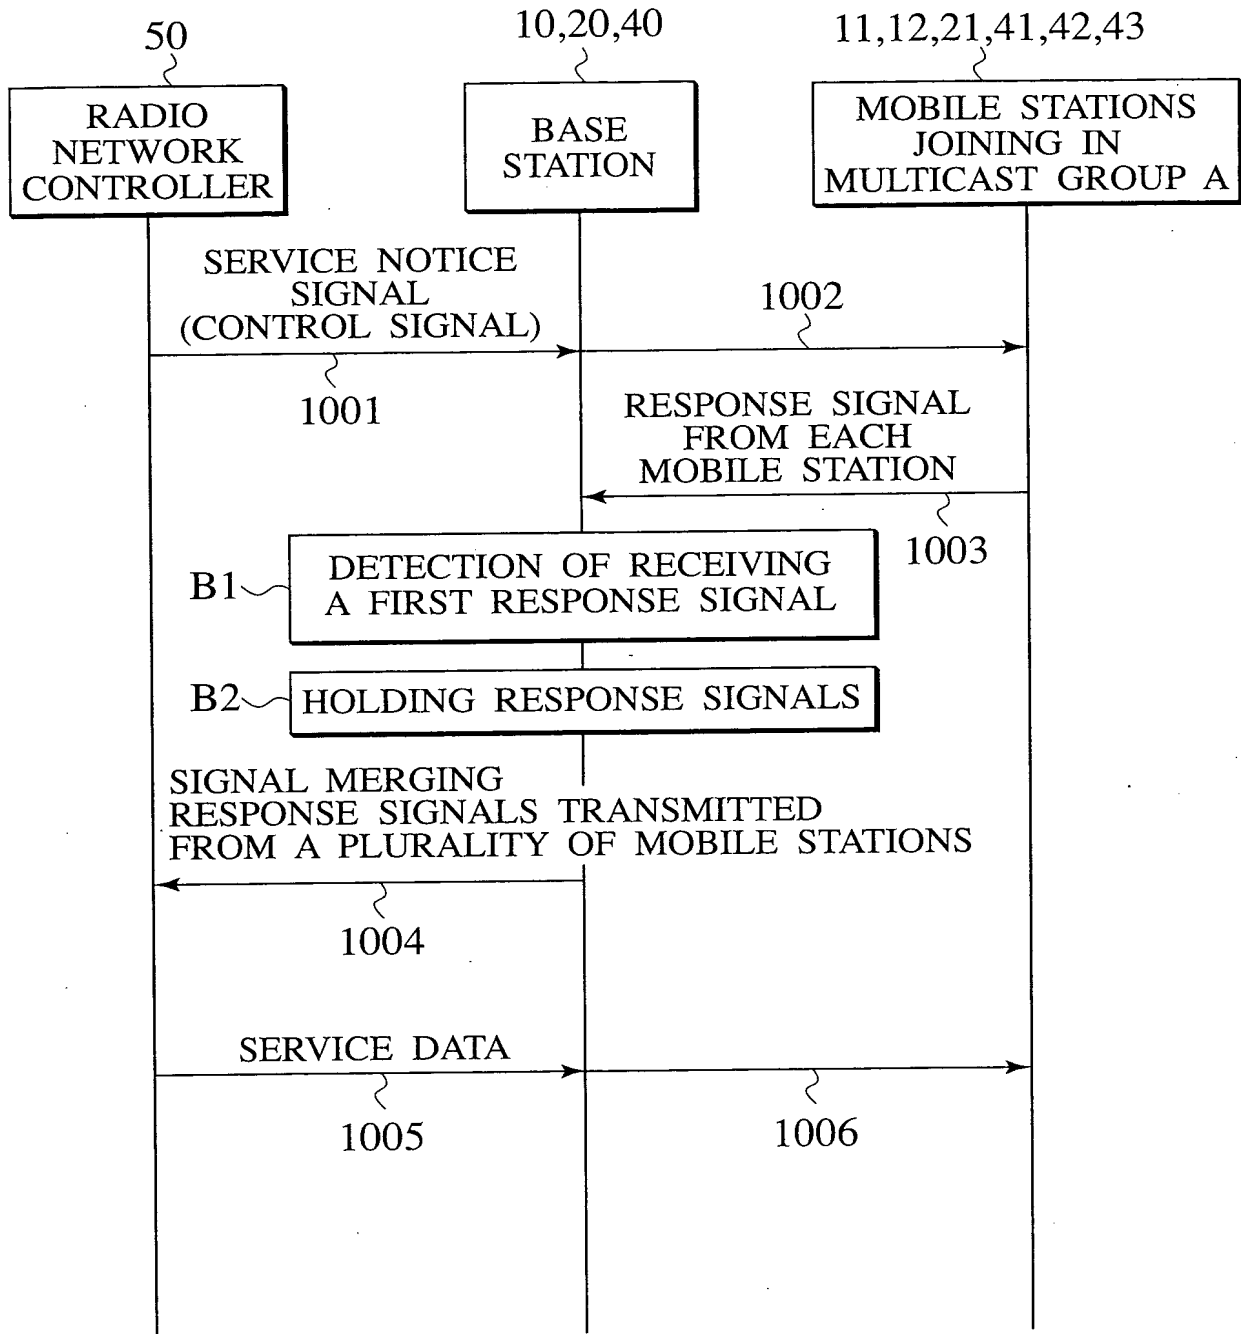 50
10,20,40
11,12,21,41,42,43
RADIO
NETWORK
CONTROLLER
BASE
STATION
MOBILE STATIONS
JOINING IN
MULTICAST GROUP A
SERVICE NOTICE
SIGNAL
(CONTROL SIGNAL)
1002
1001
RESPONSE SIGNAL
FROM EACH
MOBILE STATION
1003
B1
DETECTION OF RECEIVING
A FIRST RESPONSE SIGNAL
B2
HOLDING RESPONSE SIGNALS
SIGNAL MERGING
RESPONSE SIGNALS TRANSMITTED
FROM A PLURALITY OF MOBILE STATIONS
1004
SERVICE DATA
1005
1006